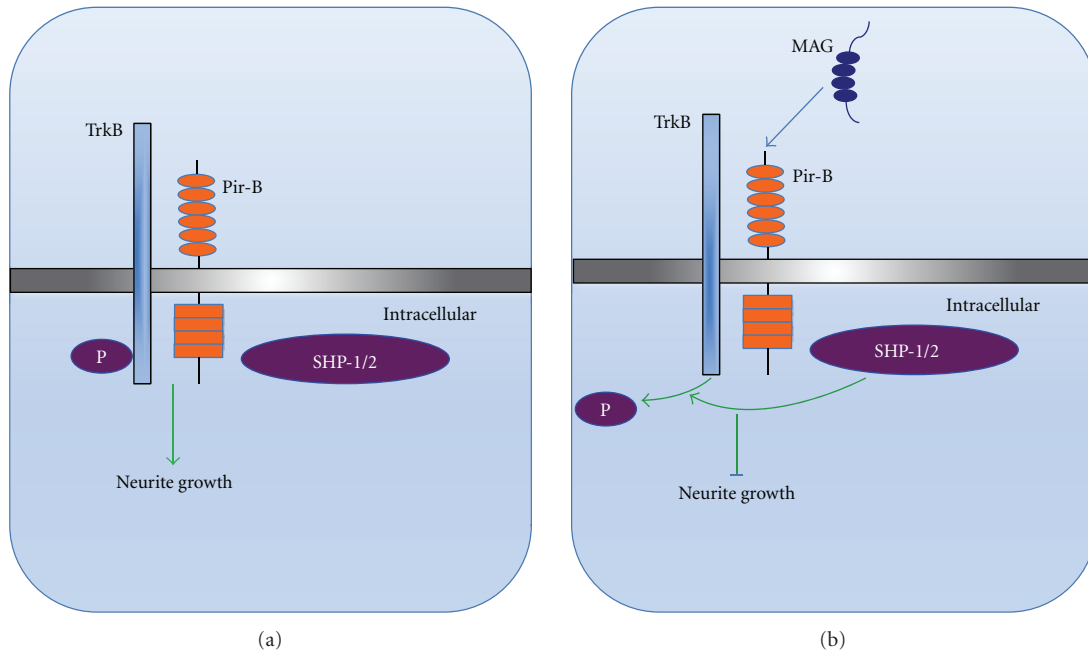 TrkB
Pir-B
Intracellular
P
SHP-1/2
Neurite growth
(a)
MAG
TrkB
Pir-B
Intracellular
SHP-1/2
P
Neurite growth
(b)